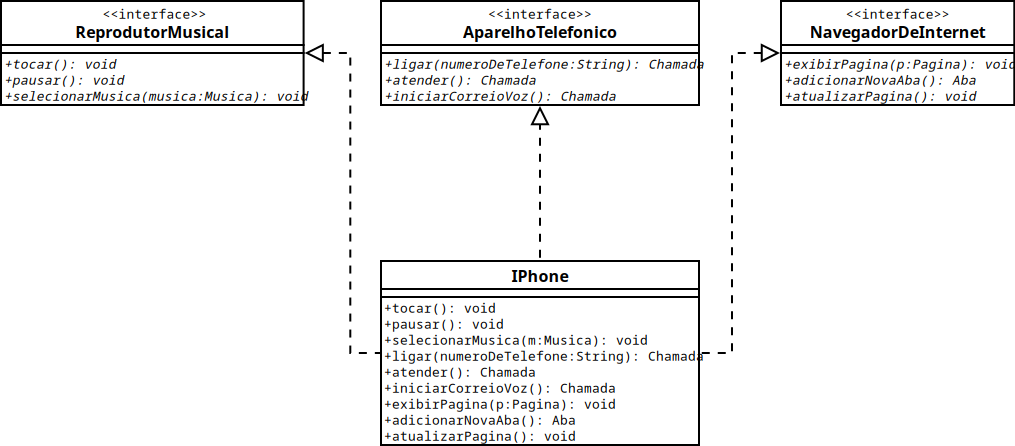 <<interface>>
ReprodutorMusical
+tocar(): void
+pausar(): void
+selecionarMusica(musica:Musica): void
<<interface>>
AparelhoTelefonico
+ligar(numeroDeTelefone:String): Chamada
+atender(): Chamada
+iniciarCorreioVoz(): Chamada
<<interface>>
NavegadorDeInternet
+exibirPagina(p:Pagina): void
+adicionarNovaAba(): Aba
+atualizarPagina(): void
IPhone
+tocar(): void
+pausar(): void
+selecionarMusica(m:Musica): void
+ligar(numeroDeTelefone:String): Chamada
+atender(): Chamada
+iniciarCorreioVoz(): Chamada
+exibirPagina(p:Pagina): void
+adicionarNovaAba(): Aba
+atualizarPagina(): void